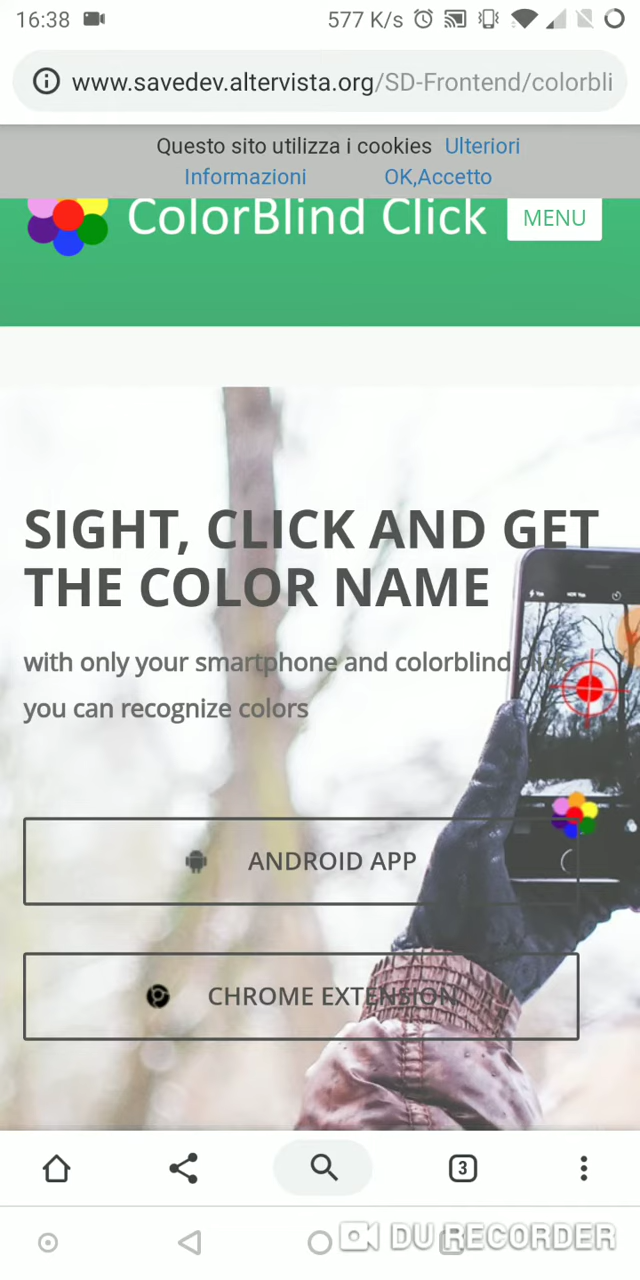 16:38 577 K/s
www.savedev.altervista.org/SD-Frontend/colorbli
Questo sito utilizza i cookies Ulteriori
Informazioni OK,Accetto
ColorBlind Click MENU
SIGHT, CLICK AND GET
THE COLOR NAME
with only your smartphone and colorblind click
you can recognize colors
ANDROID APP
CHROME EXTENSION
3
DU RECORDER